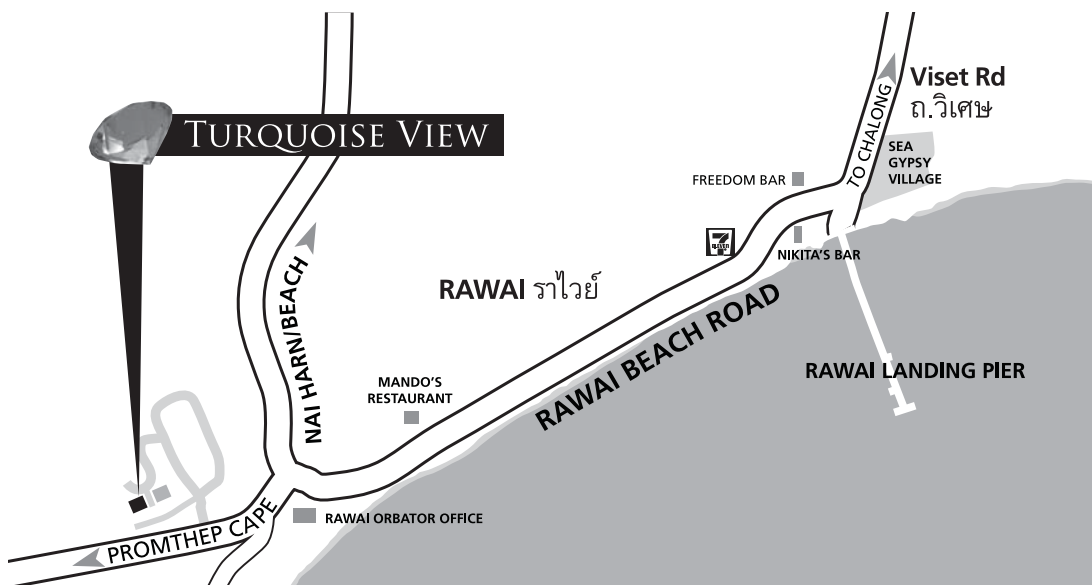 TURQUOISE VIEW
Viset Rd
ถ.วิเศษ
TO CHALONG
SEA
GYPSY
VILLAGE
FREEDOM BAR
7
ELEVEN
NIKITA'S BAR
NAI HARN/BEACH
RAWAI ราไวย์
RAWAI BEACH ROAD
RAWAI LANDING PIER
MANDO'S
RESTAURANT
RAWAI ORBATOR OFFICE
PROMTHEP CAPE